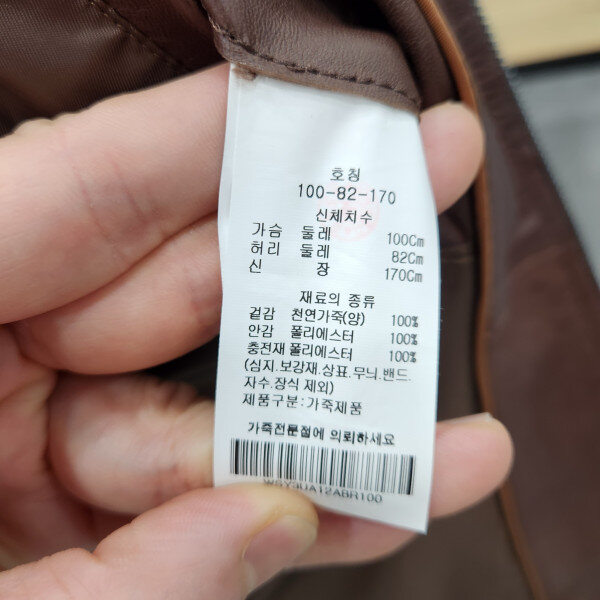 호칭
100-82-170
신체치수
가슴 둘레 100Cm
허리 둘레 82Cm
신 장 170Cm
재료의 종류
겉감 천연가죽(양) 100%
안감 폴리에스터 100%
충전재 폴리에스터 100%
(심지.보강재.상표.무늬.밴드.
자수.장식 제외)
제품구분:가죽제품
가죽전문점에 의뢰하세요
WSY3UA12ABR100